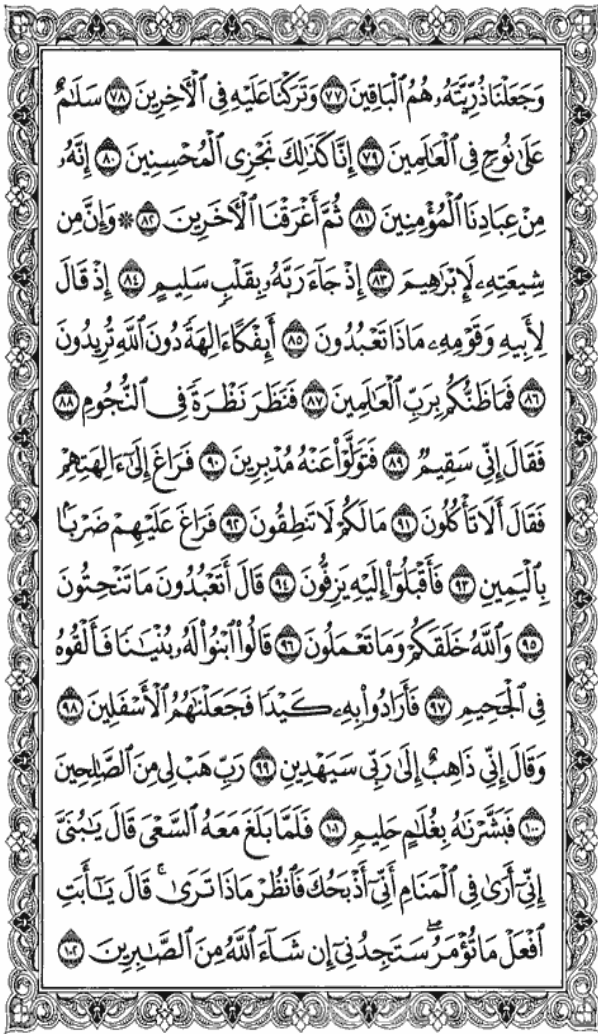 وَجَعَلْنَا ذُرِّيَّتَهُۥ هُمُ ٱلْبَاقِينَ ٧٧ وَتَرَكْنَا عَلَيْهِ فِى ٱلْأَخِرِينَ ٧٨ سَلَٰمٌ
عَلَىٰ نُوحٍ فِى ٱلْعَٰلَمِينَ ٧٩ إِنَّا كَذَٰلِكَ نَجْزِى ٱلْمُحْسِنِينَ ٨٠ إِنَّهُۥ
مِنْ عِبَادِنَا ٱلْمُؤْمِنِينَ ٨١ ثُمَّ أَغْرَقْنَا ٱلْأَخَرِينَ ٨٢ ۞ وَإِنَّ مِن
شِيعَتِهِۦ لَإِبْرَٰهِيمَ ٨٣ إِذْ جَآءَ رَبَّهُۥ بِقَلْبٍ سَلِيمٍ ٨٤ إِذْ قَالَ
لِأَبِيهِ وَقَوْمِهِۦ مَاذَا تَعْبُدُونَ ٨٥ أَئِفْكًا ءَالِهَةً دُونَ ٱللَّهِ تُرِيدُونَ
٨٦ فَمَا ظَنُّكُم بِرَبِّ ٱلْعَٰلَمِينَ ٨٧ فَنَظَرَ نَظْرَةً فِى ٱلنُّجُومِ ٨٨
فَقَالَ إِنِّى سَقِيمٌ ٨٩ فَتَوَلَّوْا۟ عَنْهُ مُدْبِرِينَ ٩٠ فَرَاغَ إِلَىٰٓ ءَالِهَتِهِمْ
فَقَالَ أَلَا تَأْكُلُونَ ٩١ مَا لَكُمْ لَا تَنطِقُونَ ٩٢ فَرَاغَ عَلَيْهِمْ ضَرْبًۢا
بِٱلْيَمِينِ ٩٣ فَأَقْبَلُوٓا۟ إِلَيْهِ يَزِفُّونَ ٩٤ قَالَ أَتَعْبُدُونَ مَا تَنْحِتُونَ
٩٥ وَٱللَّهُ خَلَقَكُمْ وَمَا تَعْمَلُونَ ٩٦ قَالُوا۟ ٱبْنُوا۟ لَهُۥ بُنْيَٰنًا فَأَلْقُوهُ
فِى ٱلْجَحِيمِ ٩٧ فَأَرَادُوا۟ بِهِۦ كَيْدًا فَجَعَلْنَٰهُمُ ٱلْأَسْفَلِينَ ٩٨
وَقَالَ إِنِّى ذَاهِبٌ إِلَىٰ رَبِّى سَيَهْدِينِ ٩٩ رَبِّ هَبْ لِى مِنَ ٱلصَّٰلِحِينَ
١٠٠ فَبَشَّرْنَٰهُ بِغُلَٰمٍ حَلِيمٍ ١٠١ فَلَمَّا بَلَغَ مَعَهُ ٱلسَّعْىَ قَالَ يَٰبُنَىَّ
إِنِّىٓ أَرَىٰ فِى ٱلْمَنَامِ أَنِّىٓ أَذْبَحُكَ فَٱنظُرْ مَاذَا تَرَىٰ ۚ قَالَ يَٰٓأَبَتِ
ٱفْعَلْ مَا تُؤْمَرُ ۖ سَتَجِدُنِىٓ إِن شَآءَ ٱللَّهُ مِنَ ٱلصَّٰبِرِينَ ١٠٢